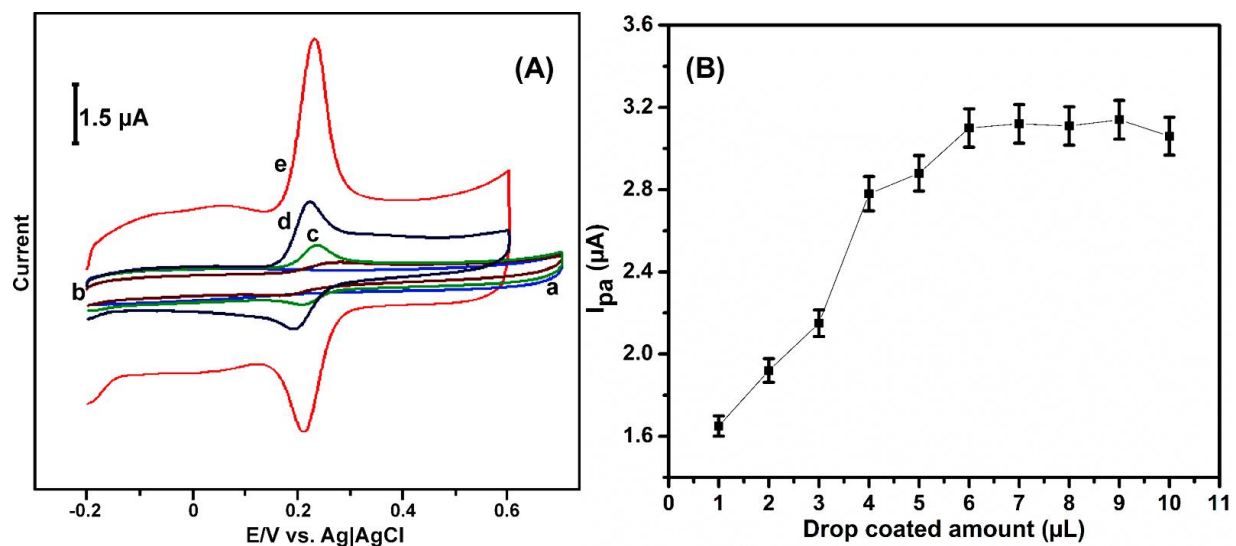 (A)
1.5 µA
e
d
c
b
a
Current
-0.2
0
0.2
0.4
0.6
E/V vs. Ag|AgCl
(B)
3.6
3.2
2.8
2.4
2.0
1.6
Ipa (µA)
0 1 2 3 4 5 6 7 8 9 10 11
Drop coated amount (µL)